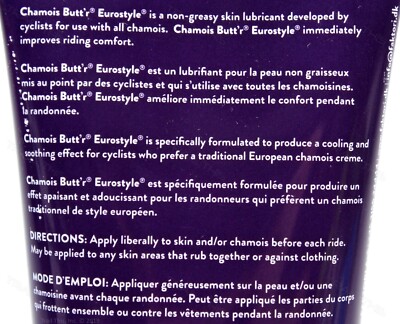 Chamois Butt'r® Eurostyle® is a non-greasy skin lubricant developed by
cyclists for use with all chamois. Chamois Butt'r® Eurostyle® immediately
improves riding comfort.
Chamois Butt'r® Eurostyle® est un lubrifiant pour la peau non graisseux
mis au point par des cyclistes et qui s'utilise avec toutes les chamoisines.
Chamois Butt'r® Eurostyle® améliore immédiatement le confort pendant
la randonnée.
Chamois Butt'r® Eurostyle® is specifically formulated to produce a cooling and
soothing effect for cyclists who prefer a traditional European chamois creme.
Chamois Butt'r® Eurostyle® est spécifiquement formulée pour produire un
effet apaisant et adoucissant pour les randonneurs qui préfèrent un chamois
traditionnel de style européen.
DIRECTIONS: Apply liberally to skin and/or chamois before each ride.
May be applied to any skin areas that rub together or against clothing.
MODE D'EMPLOI: Appliquer généreusement sur la peau et/ou une
chamoisine avant chaque randonnée. Peut être appliqué les parties du corps
qui frottent ensemble ou contre les vêtements pendant la randonnée.
info@faktori.dk